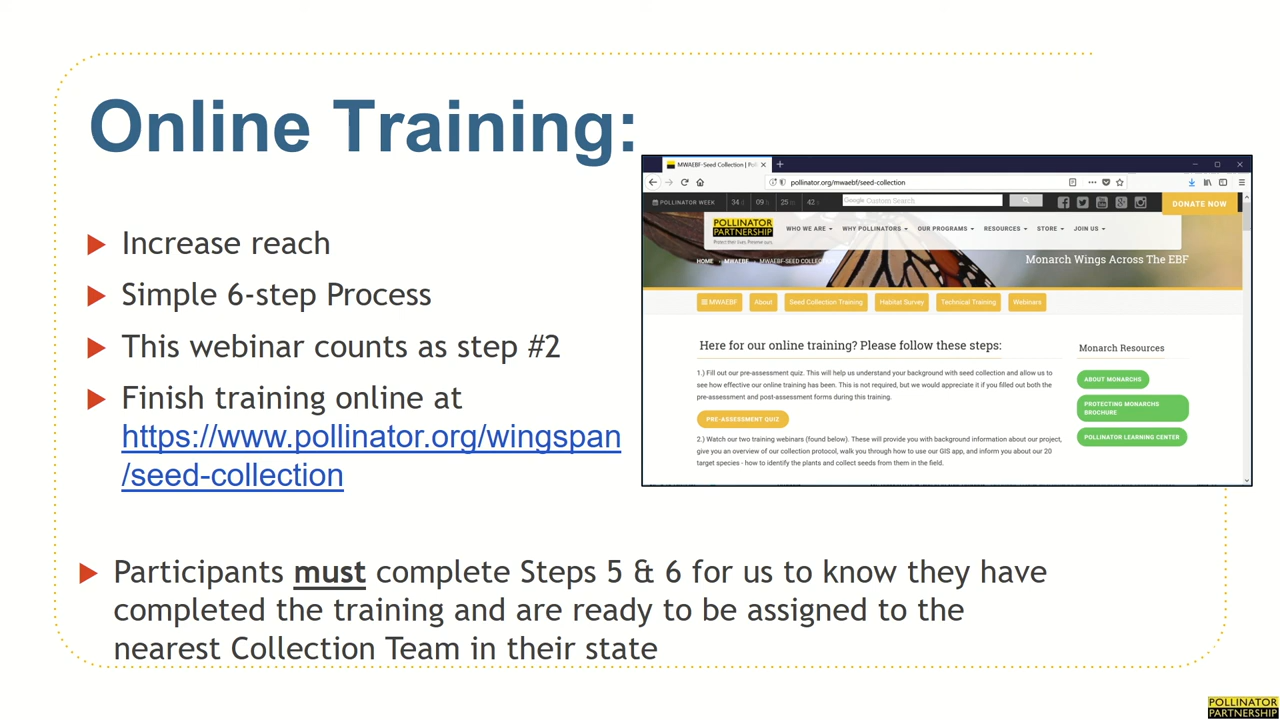 Online Training:
Increase reach
Simple 6-step Process
This webinar counts as step #2
Finish training online at
https://www.pollinator.org/wingspan
/seed-collection
MWAEBF-Seed Collection | Pol
pollinator.org/mwaebf/seed-collection
POLLINATOR WEEK 34 09 25 42
Google Custom Search
DONATE NOW
POLLINATOR
PARTNERSHIP
WHO WE ARE WHY POLLINATORS OUR PROGRAMS RESOURCES STORE JOIN US
HOME MWAEBF MWAEBF-SEED COLLECTION
Monarch Wings Across The EBF
MWAEBF About Seed Collection Training Habitat Survey Technical Training Webinars
Here for our online training? Please follow these steps:
1.) Fill out our pre-assessment quiz. This will help us understand your background with seed collection and allow us to
see how effective our online training has been. This is not required, but we would appreciate it if you filled out both the
pre-assessment and post-assessment forms during this training.
PRE-ASSESSMENT QUIZ
2.) Watch our two training webinars (found below). These will provide you with background information about our project,
give you an overview of our collection protocol, walk you through how to use our GIS app, and inform you about our 20
target species - how to identify the plants and collect seeds from them in the field.
Monarch Resources
ABOUT MONARCHS
PROTECTING MONARCHS
BROCHURE
POLLINATOR LEARNING CENTER
Participants must complete Steps 5 & 6 for us to know they have
completed the training and are ready to be assigned to the
nearest Collection Team in their state
POLLINATOR
PARTNERSHIP